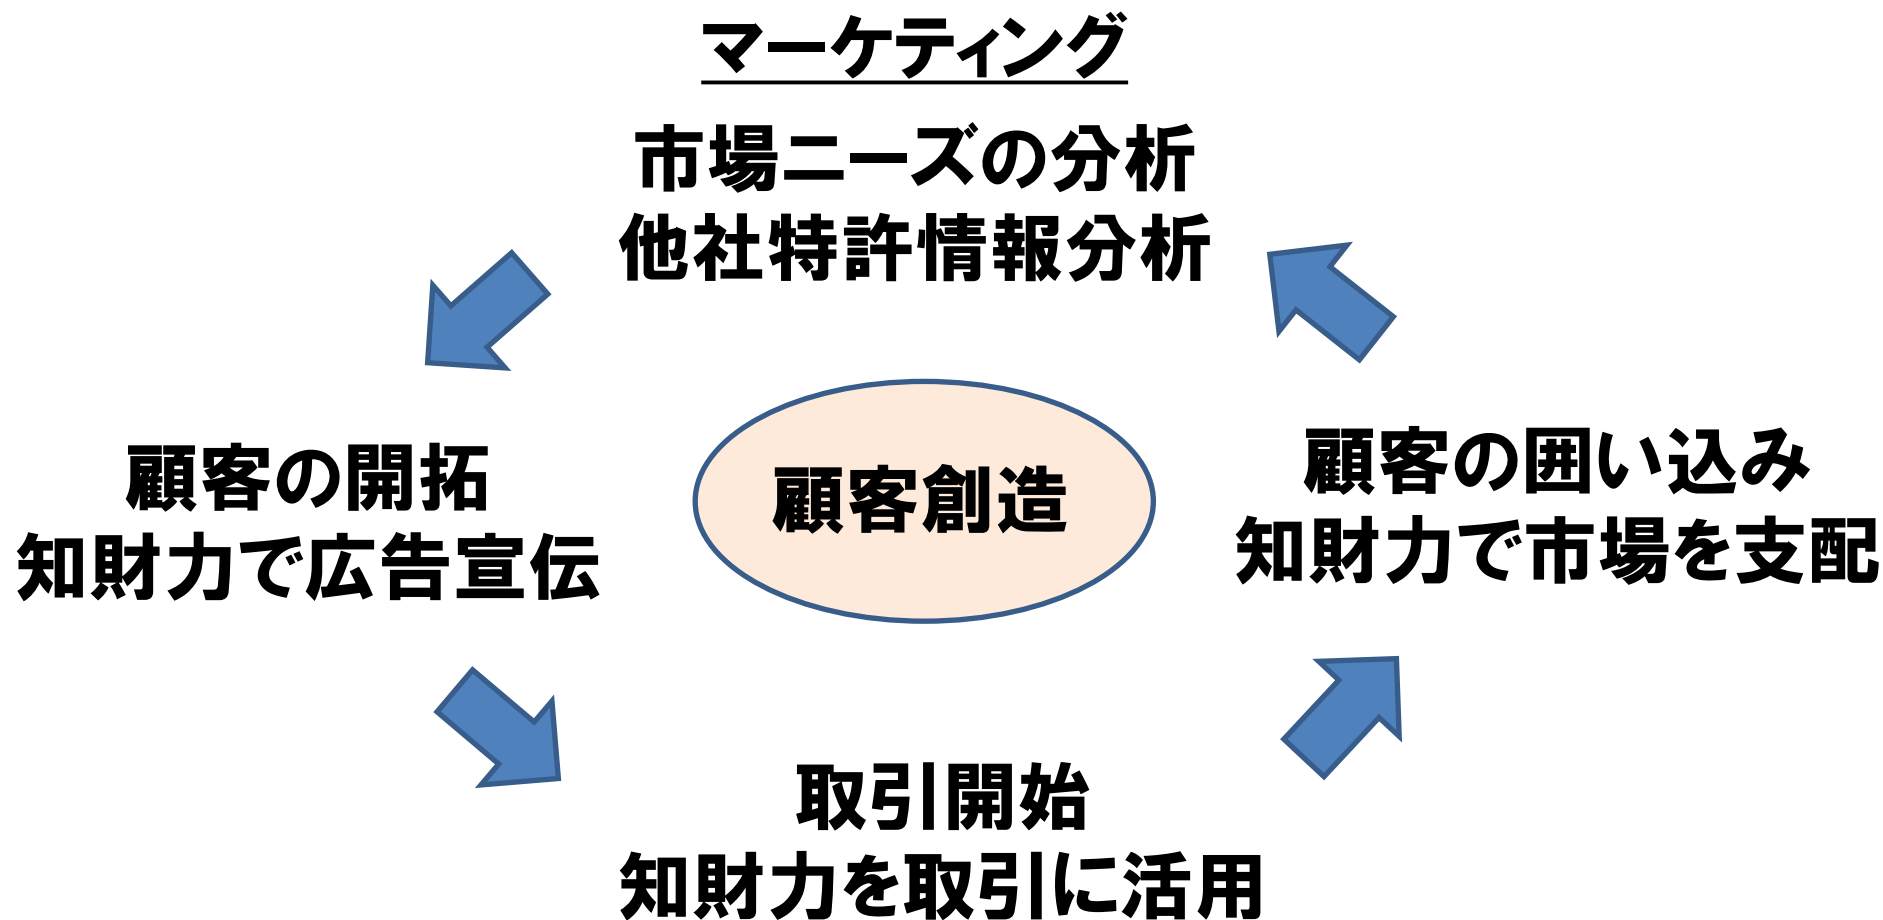 マーケティング
市場ニーズの分析
他社特許情報分析
顧客の開拓
知財力で広告宣伝
顧客創造
顧客の囲い込み
知財力で市場を支配
取引開始
知財力を取引に活用